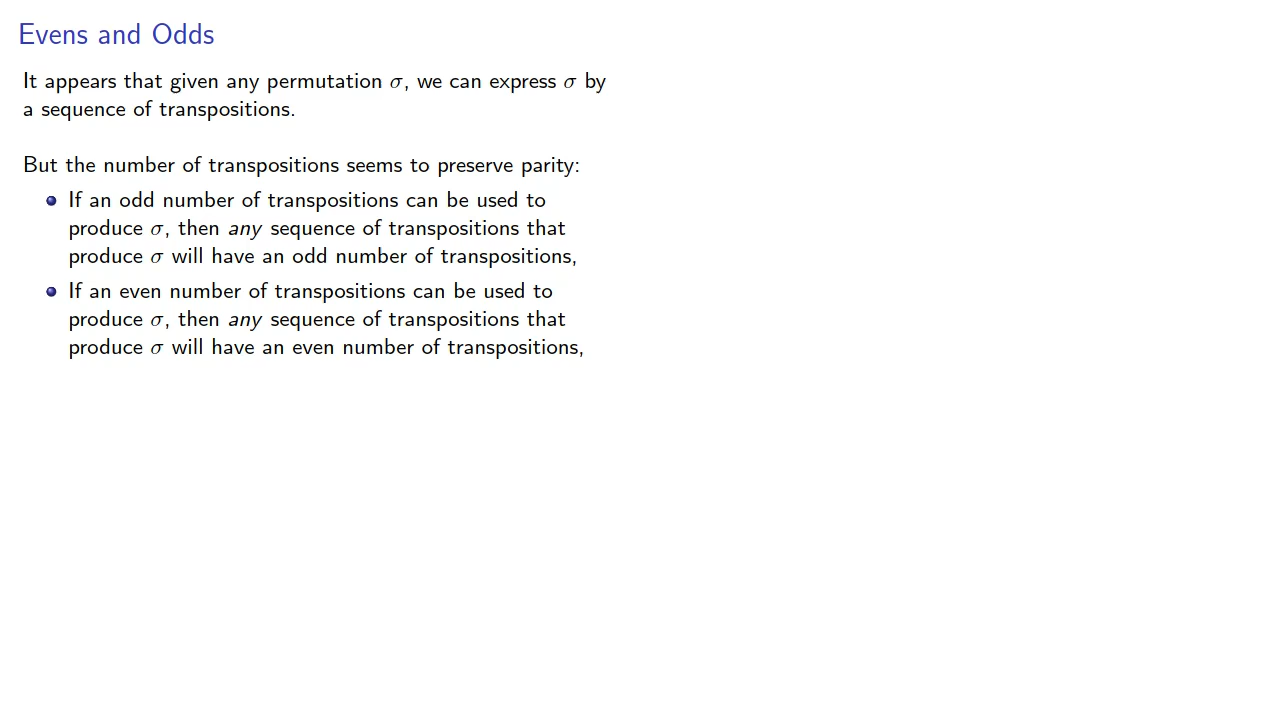 Evens and Odds
It appears that given any permutation σ, we can express σ by
a sequence of transpositions.
But the number of transpositions seems to preserve parity:
If an odd number of transpositions can be used to
produce σ, then any sequence of transpositions that
produce σ will have an odd number of transpositions,
If an even number of transpositions can be used to
produce σ, then any sequence of transpositions that
produce σ will have an even number of transpositions,